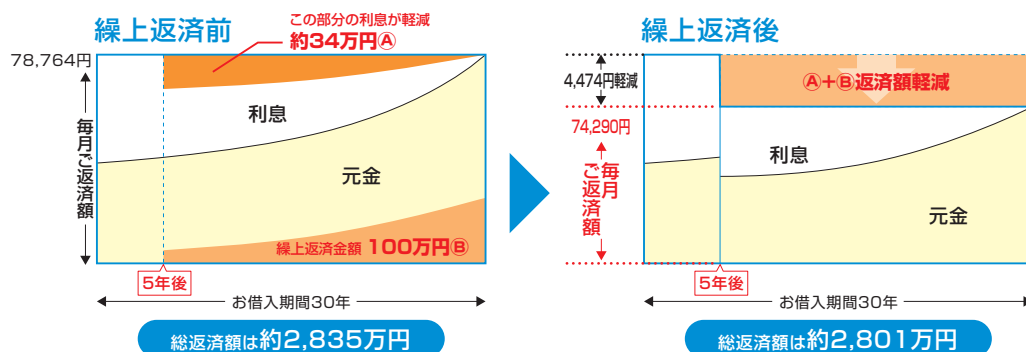 繰上返済前
この部分の利息が軽減
約34万円Ⓐ
78,764円
毎月ご返済額
利息
元金
繰上返済金額 100万円Ⓑ
5年後
お借入期間30年
総返済額は約2,835万円
繰上返済後
4,474円軽減
Ⓐ+Ⓑ返済額軽減
74,290円
毎月
ご返済額
利息
元金
5年後
お借入期間30年
総返済額は約2,801万円